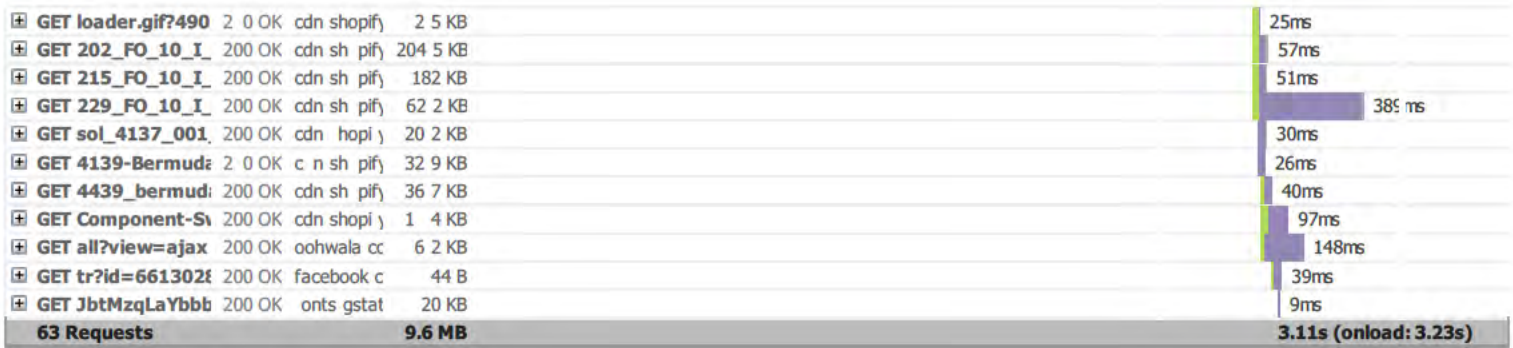 GET loader.gif?490 2 0 OK cdn shopify 2 5 KB 25ms
GET 202_FO_10_I_ 200 OK cdn sh pify 204 5 KB 57ms
GET 215_FO_10_I_ 200 OK cdn sh pify 182 KB 51ms
GET 229_FO_10_I_ 200 OK cdn sh pify 62 2 KB 389 ms
GET sol_4137_001_ 200 OK cdn hopi y 20 2 KB 30ms
GET 4139-Bermuda 2 0 OK c n sh pify 32 9 KB 26ms
GET 4439_bermuda 200 OK cdn sh pify 36 7 KB 40ms
GET Component-Sv 200 OK cdn shopi y 1 4 KB 97ms
GET all?view=ajax 200 OK oohwala cc 6 2 KB 148ms
GET tr?id=6613028 200 OK facebook c 44 B 39ms
GET JbtMzqLaYbbb 200 OK onts gstat 20 KB 9ms
63 Requests 9.6 MB 3.11s (onload: 3.23s)